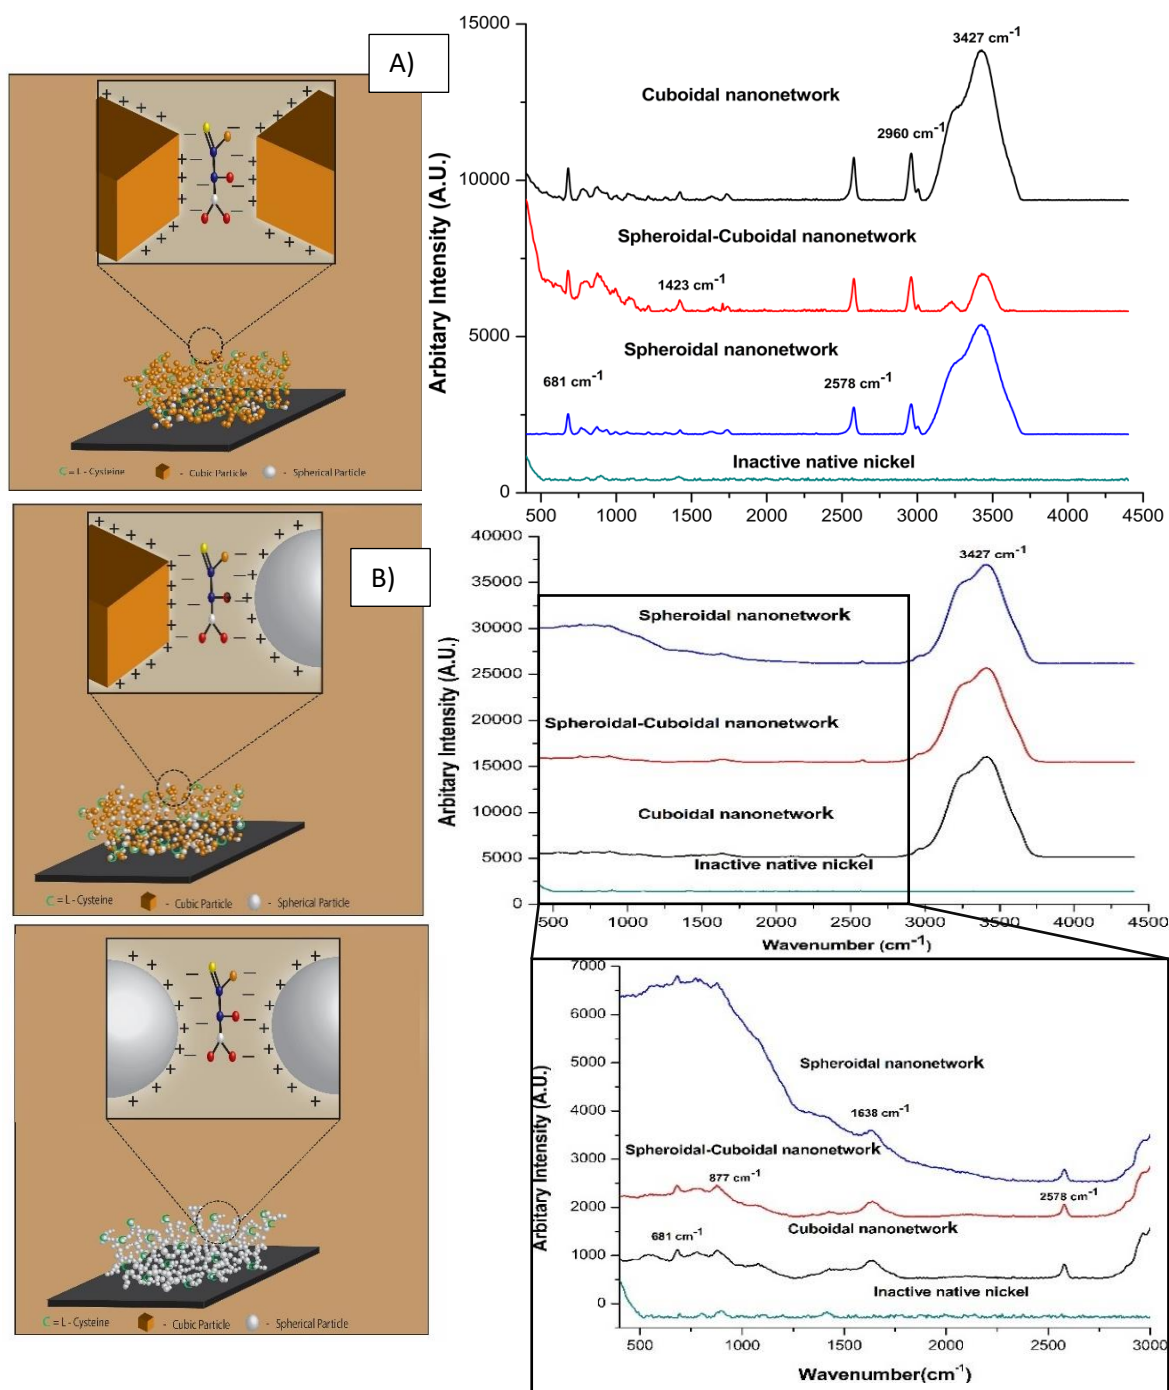 A)
C = L - Cysteine - Cubic Particle - Spherical Particle
B)
C = L - Cysteine - Cubic Particle - Spherical Particle
C = L - Cysteine - Cubic Particle - Spherical Particle
Arbitary Intensity (A.U.)
15000
10000
5000
0
3427 cm-1
Cuboidal nanonetwork
2960 cm-1
Spheroidal-Cuboidal nanonetwork
1423 cm-1
Spheroidal nanonetwork
681 cm-1
2578 cm-1
Inactive native nickel
500 1000 1500 2000 2500 3000 3500 4000 4500
Arbitary Intensity (A.U.)
40000
35000
30000
25000
20000
15000
10000
5000
0
3427 cm-1
Spheroidal nanonetwork
Spheroidal-Cuboidal nanonetwork
Cuboidal nanonetwork
Inactive native nickel
500 1000 1500 2000 2500 3000 3500 4000 4500
Wavenumber (cm-1)
Arbitary Intensity (A.U.)
7000
6000
5000
4000
3000
2000
1000
0
Spheroidal nanonetwork
1638 cm-1
Spheroidal-Cuboidal nanonetwork
877 cm-1
2578 cm-1
Cuboidal nanonetwork
681 cm-1
Inactive native nickel
500 1000 1500 2000 2500 3000
Wavenumber(cm-1)